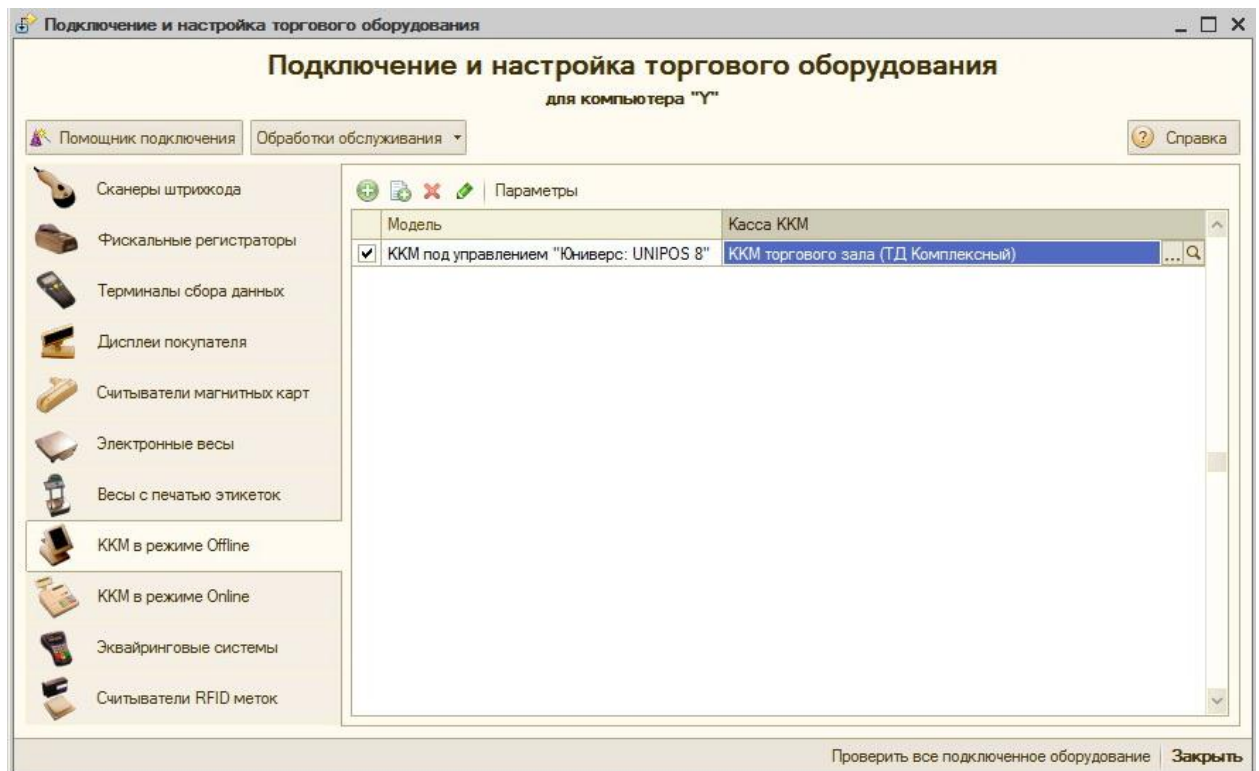 Подключение и настройка торгового оборудования
Подключение и настройка торгового оборудования
для компьютера "Y"
Помощник подключения
Обработки обслуживания
Справка
Сканеры штрихкода
Фискальные регистраторы
Терминалы сбора данных
Дисплеи покупателя
Считыватели магнитных карт
Электронные весы
Весы с печатью этикеток
ККМ в режиме Offline
ККМ в режиме Online
Эквайринговые системы
Считыватели RFID меток
Параметры
Модель Касса ККМ
ККМ под управлением "Юниверс: UNIPOS 8" ККМ торгового зала (ТД Комплексный) ...
Проверить все подключенное оборудование Закрыть